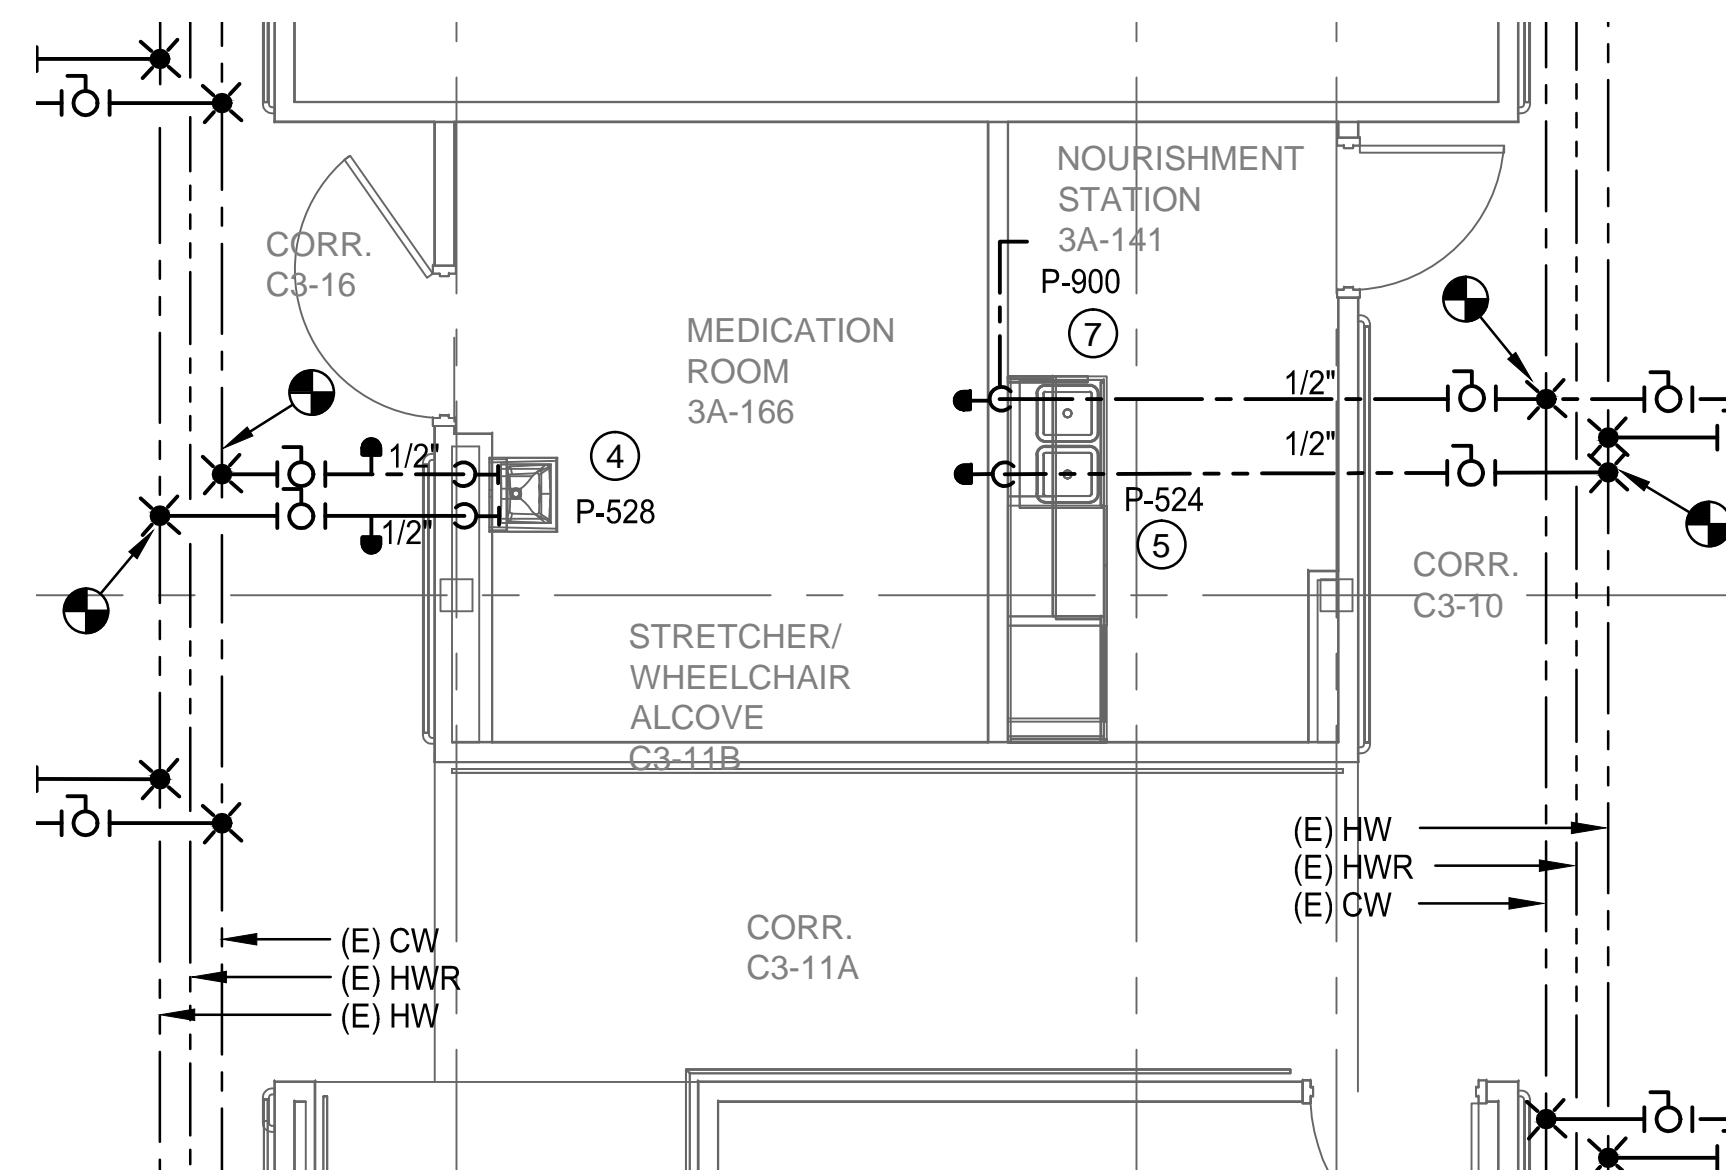 NOURISHMENT
STATION
3A-141
P-900
7
CORR.
C3-16
MEDICATION
ROOM
3A-166
1/2"
1/2"
1/2"
1/2"
4
P-528
P-524
5
CORR.
C3-10
STRETCHER/
WHEELCHAIR
ALCOVE
C3-11B
(E) HW
(E) HWR
(E) CW
CORR.
C3-11A
(E) CW
(E) HWR
(E) HW